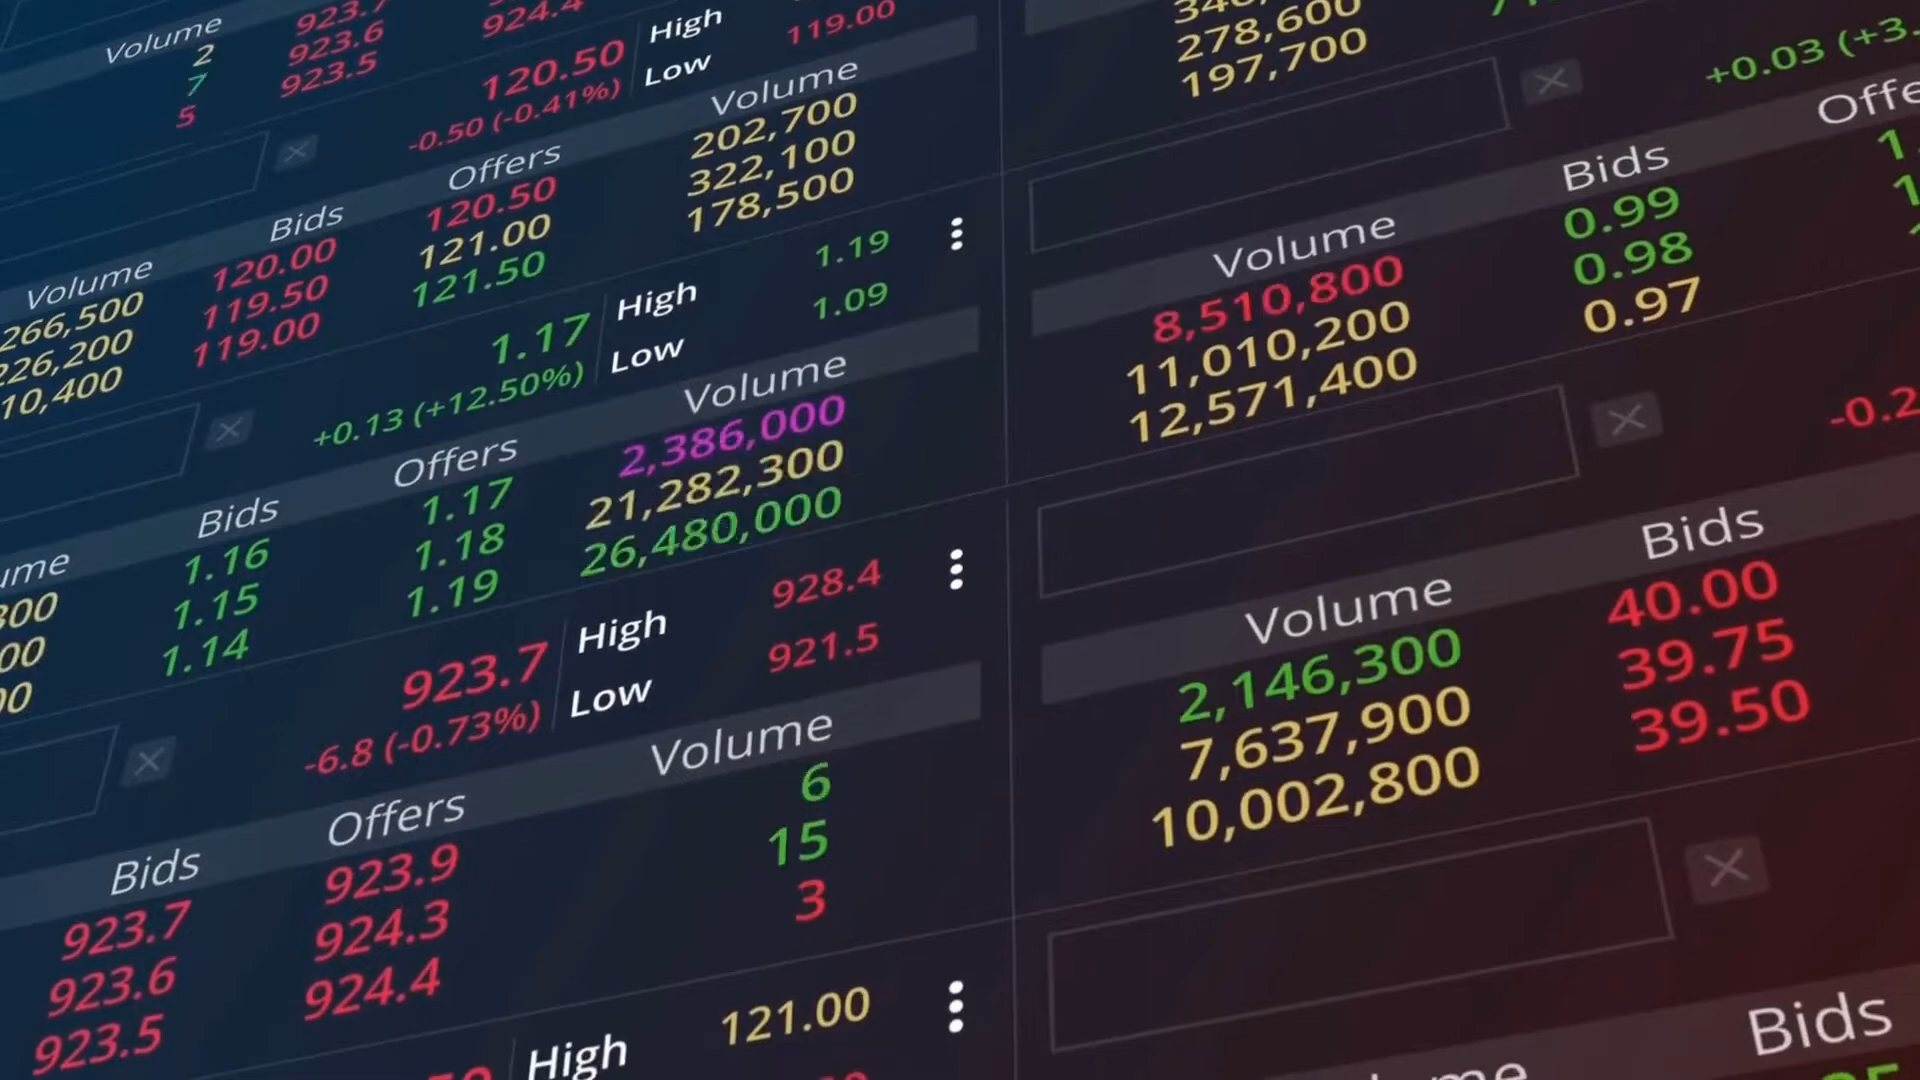 Volume
2
7
5
923.7
923.6
923.5
924.4
120.50
-0.50 (-0.41%)
High
Low 119.00
Volume Bids Offers Volume
266,500 120.00 120.50 202,700
226,200 119.50 121.00 322,100
10,400 119.00 121.50 178,500
1.17
+0.13 (+12.50%)
High 1.19
Low 1.09
Bids Offers Volume
1.16 1.17 2,386,000
1.15 1.18 21,282,300
1.14 1.19 26,480,000
923.7
-6.8 (-0.73%)
High 928.4
Low 921.5
Bids Offers Volume
923.7 923.9 6
923.6 924.3 15
923.5 924.4 3
High 121.00
278,600
197,700
+0.03
Volume Bids
8,510,800 0.99
11,010,200 0.98
12,571,400 0.97
Volume Bids
2,146,300 40.00
7,637,900 39.75
10,002,800 39.50
Bids